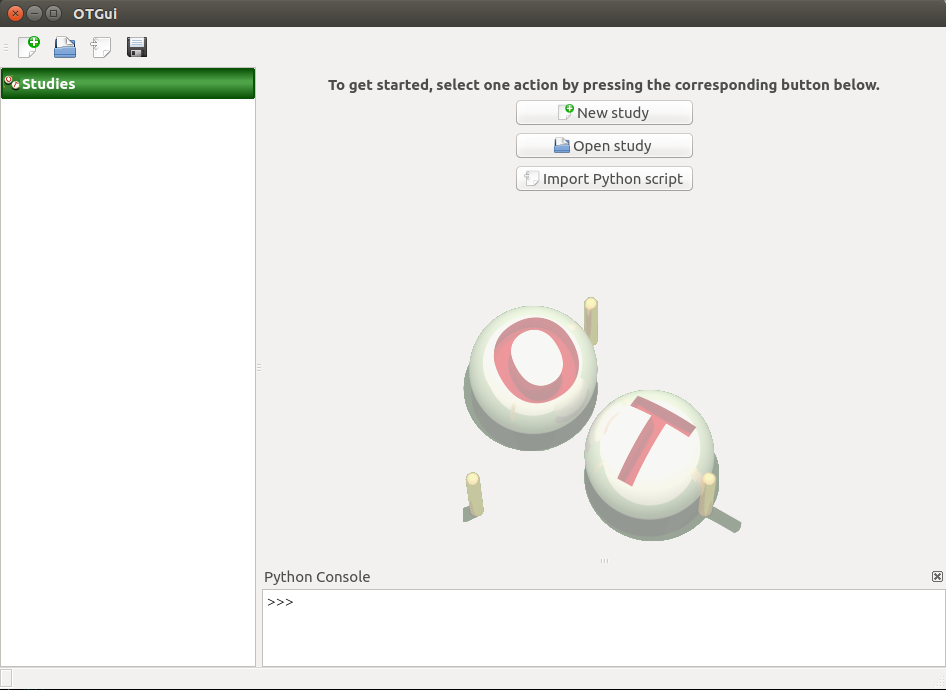 OTGui
Studies
To get started, select one action by pressing the corresponding button below.
New study
Open study
Import Python script
O
T
Python Console
>>>